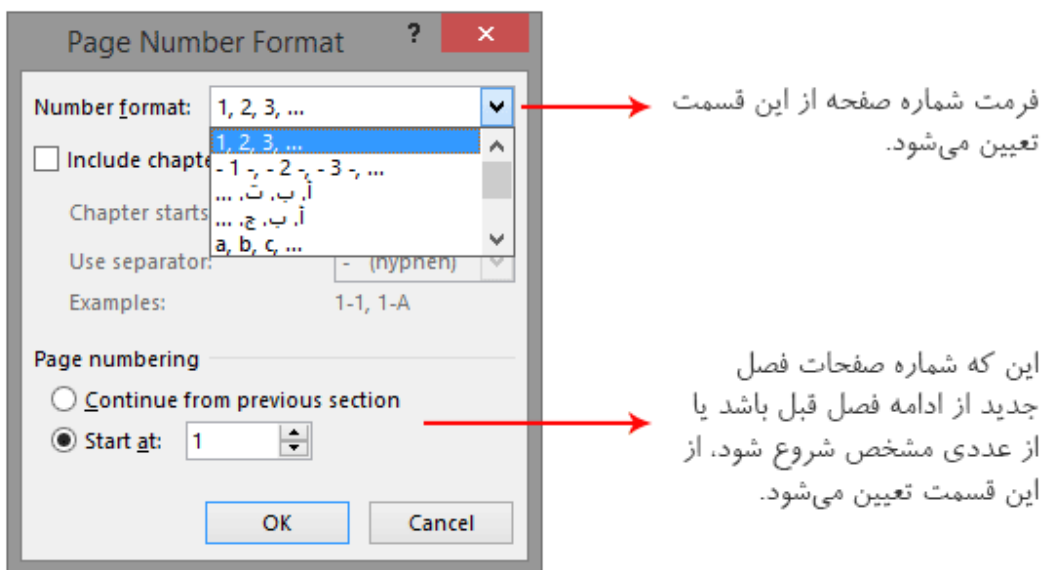 Page Number Format ? ×
Number format: 1, 2, 3, ...
1, 2, 3, ...
- 1 -, - 2 -, - 3 -, ...
أ, ب, ت, ...
أ, ب, ج, ...
a, b, c, ...
Include chapte
Chapter starts
Use separator: - (hyphen)
Examples: 1-1, 1-A
Page numbering
Continue from previous section
Start at: 1
OK Cancel
فرمت شماره صفحه از این قسمت
تعیین می‌شود.
این که شماره صفحات فصل
جدید از ادامه فصل قبل باشد یا
از عددی مشخص شروع شود، از
این قسمت تعیین می‌شود.